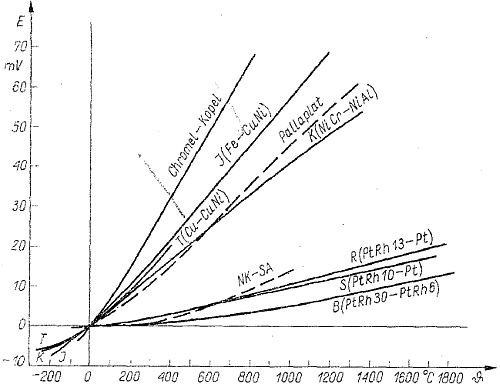 E
mV
70
60
50
40
30
20
10
0
-10
Chromel-Kopel
J(Fe-CuNi)
Pallaplat
K(NiCr-NiAl)
T(Cu-CuNi)
NK-SA
R(PtRh13-Pt)
S(PtRh10-Pt)
B(PtRh30-PtRh6)
T
K J
-200 0 200 400 600 800 1000 1200 1400 1600 °C 1800 ϑ